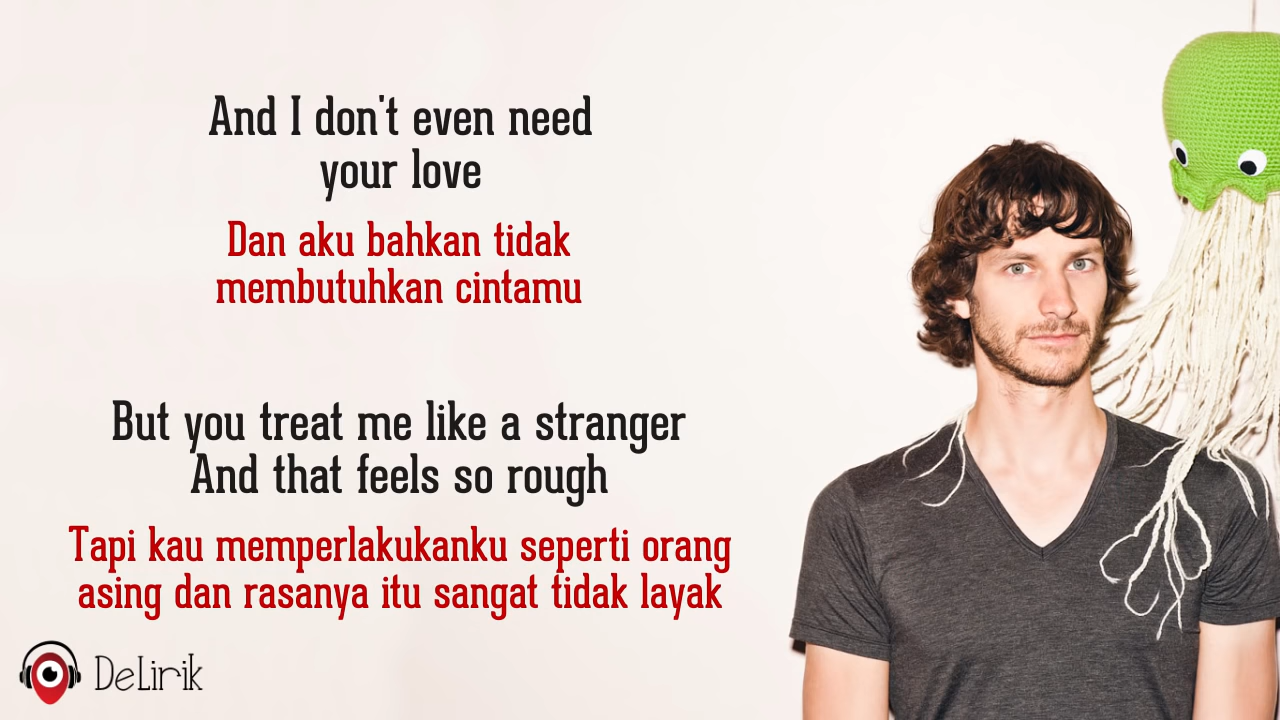 And I don't even need
your love
Dan aku bahkan tidak
membutuhkan cintamu
But you treat me like a stranger
And that feels so rough
Tapi kau memperlakukanku seperti orang
asing dan rasanya itu sangat tidak layak
DeLirik